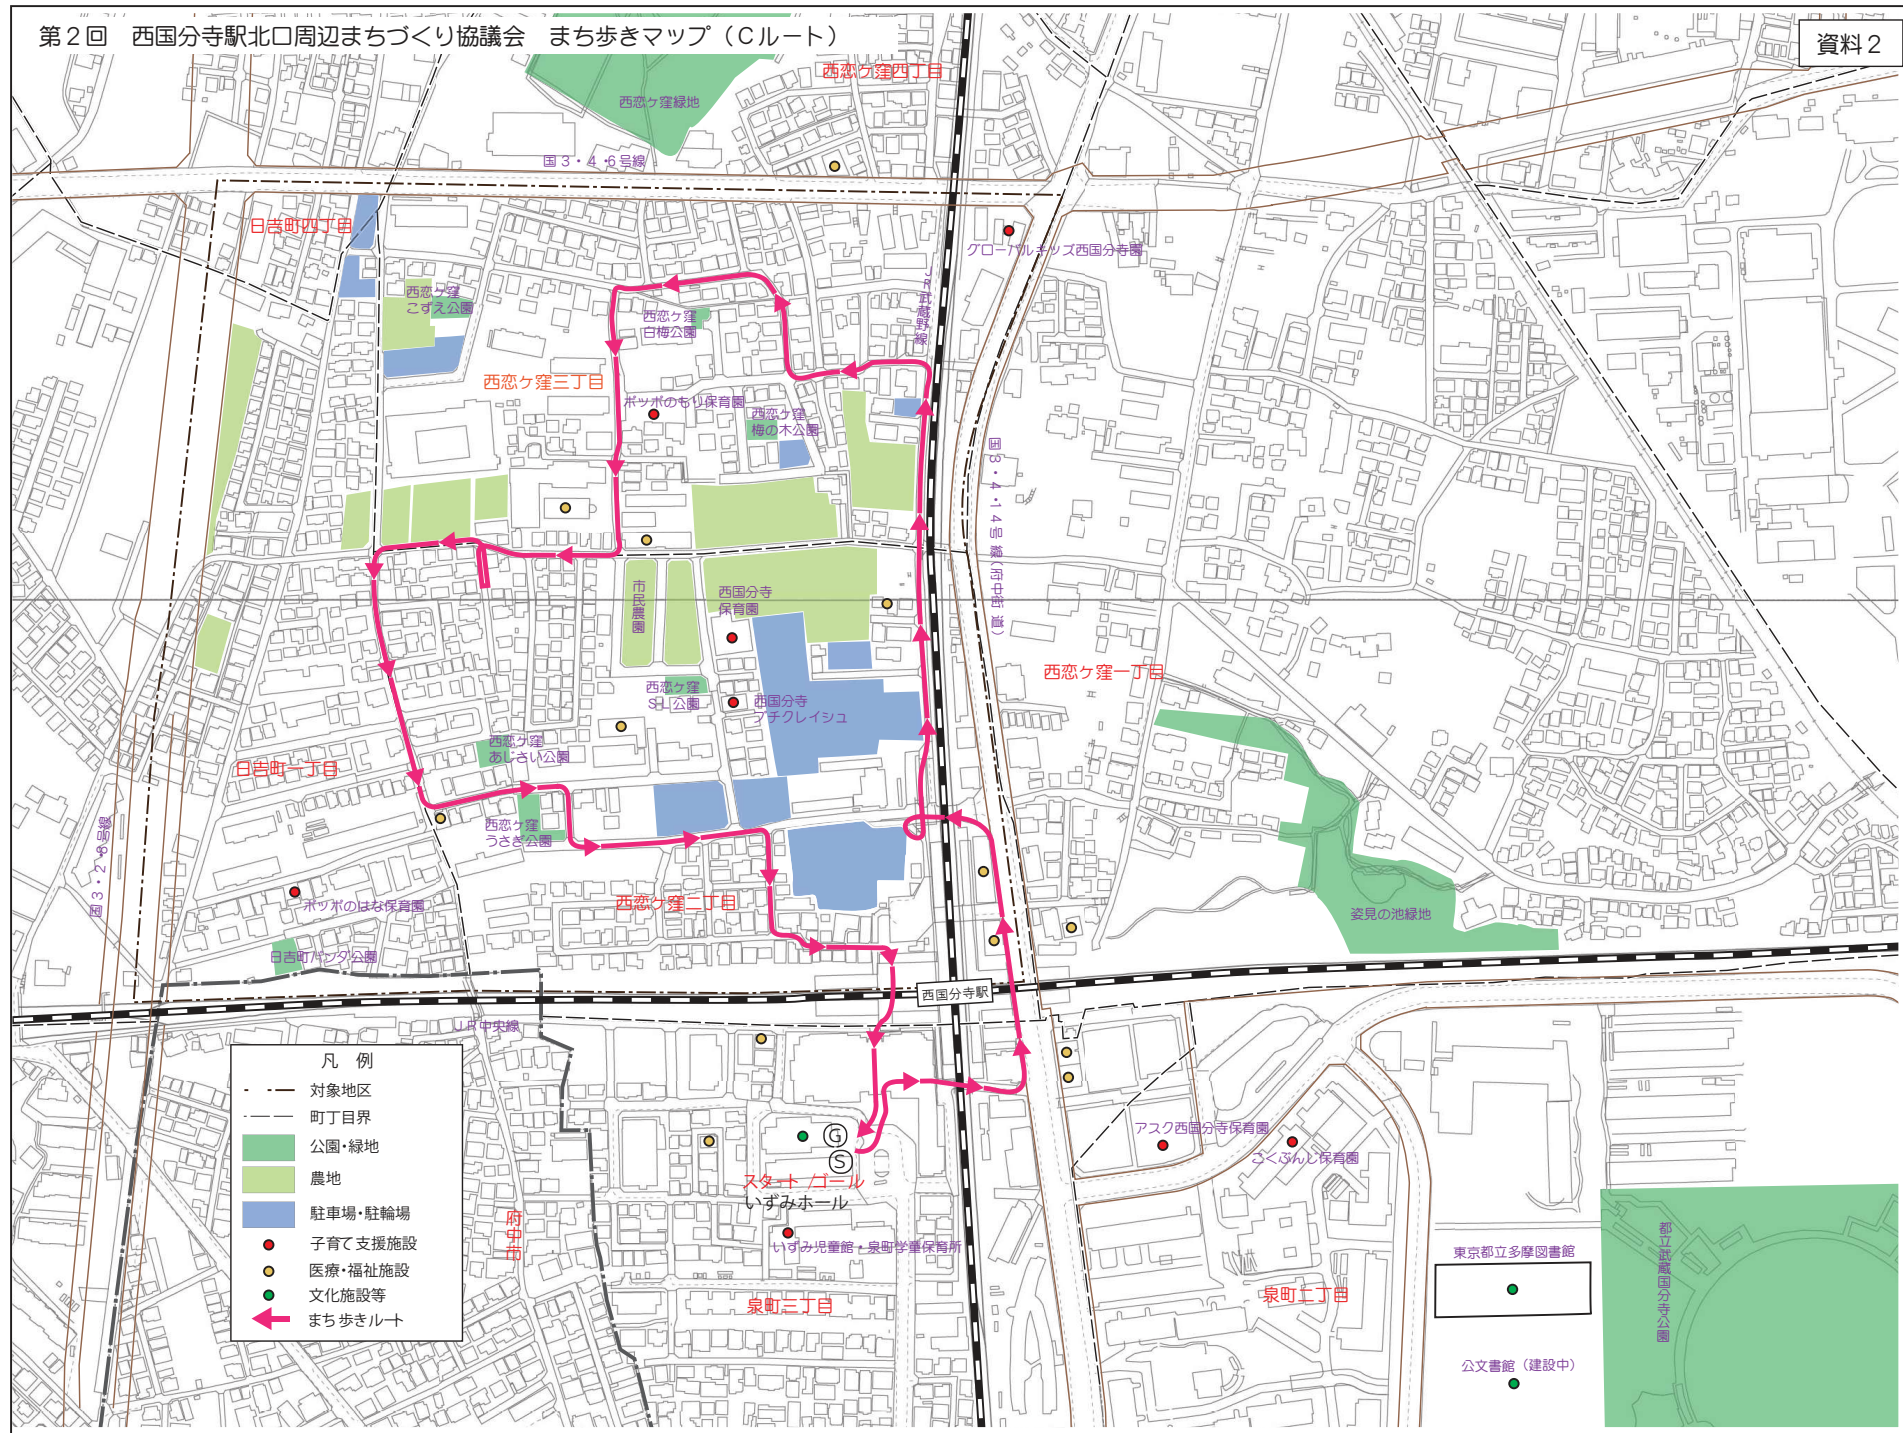 第２回　西国分寺駅北口周辺まちづくり協議会　まち歩きマップ（Ｃルート）
資料２
西恋ケ窪四丁目
西恋ケ窪緑地
国３・４・６号線
日吉町四丁目
グローバルキッズ西国分寺園
西恋ケ窪
こずえ公園
西恋ケ窪
白梅公園
ＪＲ武蔵野線
西恋ケ窪三丁目
ポッポのもり保育園
西恋ケ窪
梅の木公園
国３・４・１４号線（府中街道）
市民農園
西国分寺
保育園
西恋ケ窪一丁目
西恋ケ窪
ＳＬ公園
西国分寺
プチクレイシュ
西恋ケ窪
あじさい公園
日吉町一丁目
西恋ケ窪
うさぎ公園
国３・２・８号線
ポッポのはな保育園
西恋ケ窪二丁目
姿見の池緑地
日吉町パンダ公園
西国分寺駅
ＪＲ中央線
凡　例
対象地区
町丁目界
公園・緑地
農地
駐車場・駐輪場
子育て支援施設
医療・福祉施設
文化施設等
まち歩きルート
アスク西国分寺保育園
こくぶんじ保育園
Ｇ
Ｓ
スタート／ゴール
いずみホール
府中市
いずみ児童館・泉町学童保育所
泉町三丁目
泉町二丁目
東京都立多摩図書館
都立武蔵国分寺公園
公文書館（建設中）